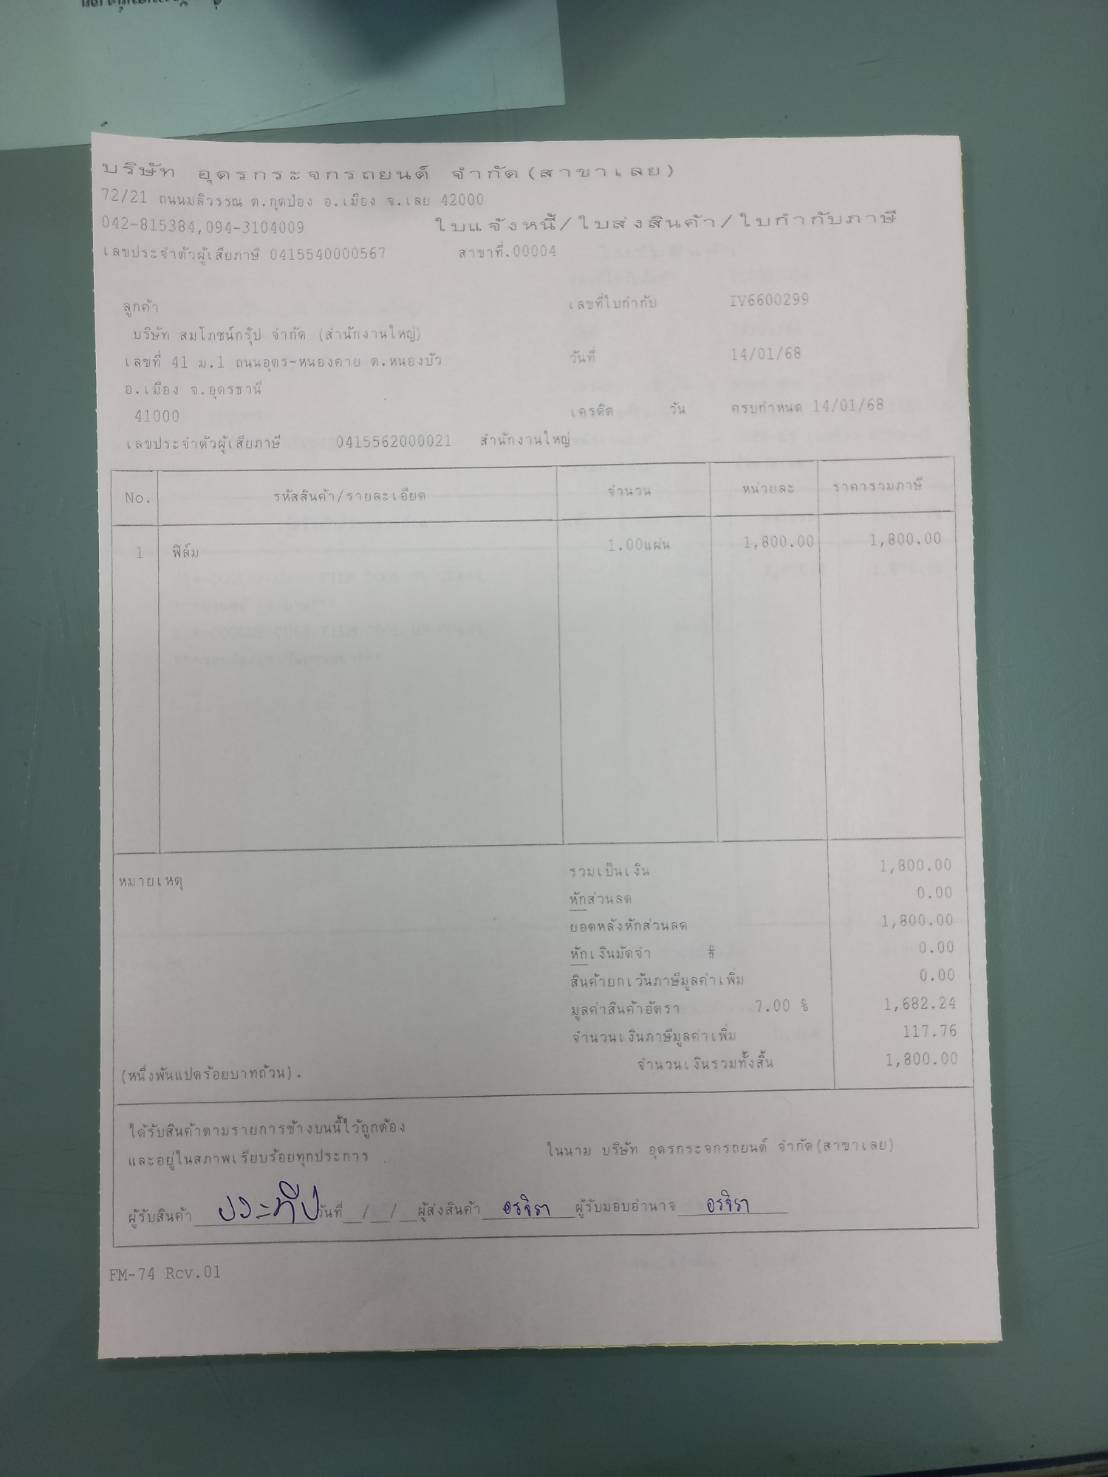 บริษัท อุดรกระจกรถยนต์ จำกัด(สาขาเลย)
72/21 ถนนมลิวรรณ ต.กุดป่อง อ.เมือง จ.เลย 42000
042-815384,094-3104009 ใบแจ้งหนี้/ใบส่งสินค้า/ใบกำกับภาษี
เลขประจำตัวผู้เสียภาษี 0415540000567 สาขาที่.00004
ลูกค้า เลขที่ใบกำกับ IV6600299
บริษัท สมโภชน์กรุ๊ป จำกัด (สำนักงานใหญ่)
เลขที่ 41 ม.1 ถนนอุดร-หนองคาย ต.หนองบัว วันที่ 14/01/68
อ.เมือง จ.อุดรธานี
41000 เครดิต วัน ครบกำหนด 14/01/68
เลขประจำตัวผู้เสียภาษี 0415562000021 สำนักงานใหญ่
No. รหัสสินค้า/รายละเอียด จำนวน หน่วยละ ราคารวมภาษี
1 ฟิล์ม 1.00แผ่น 1,800.00 1,800.00
หมายเหตุ รวมเป็นเงิน 1,800.00
หักส่วนลด 0.00
ยอดหลังหักส่วนลด 1,800.00
หักเงินมัดจำ % 0.00
สินค้ายกเว้นภาษีมูลค่าเพิ่ม 0.00
มูลค่าสินค้าอัตรา 7.00 % 1,682.24
จำนวนเงินภาษีมูลค่าเพิ่ม 117.76
(หนึ่งพันแปดร้อยบาทถ้วน). จำนวนเงินรวมทั้งสิ้น 1,800.00
ได้รับสินค้าตามรายการข้างบนนี้ไว้ถูกต้อง
และอยู่ในสภาพเรียบร้อยทุกประการ ในนาม บริษัท อุดรกระจกรถยนต์ จำกัด(สาขาเลย)
ผู้รับสินค้า ประทีป วันที่ / / ผู้ส่งสินค้า อรจิรา ผู้รับมอบอำนาจ อรจิรา
FM-74 Rev.01